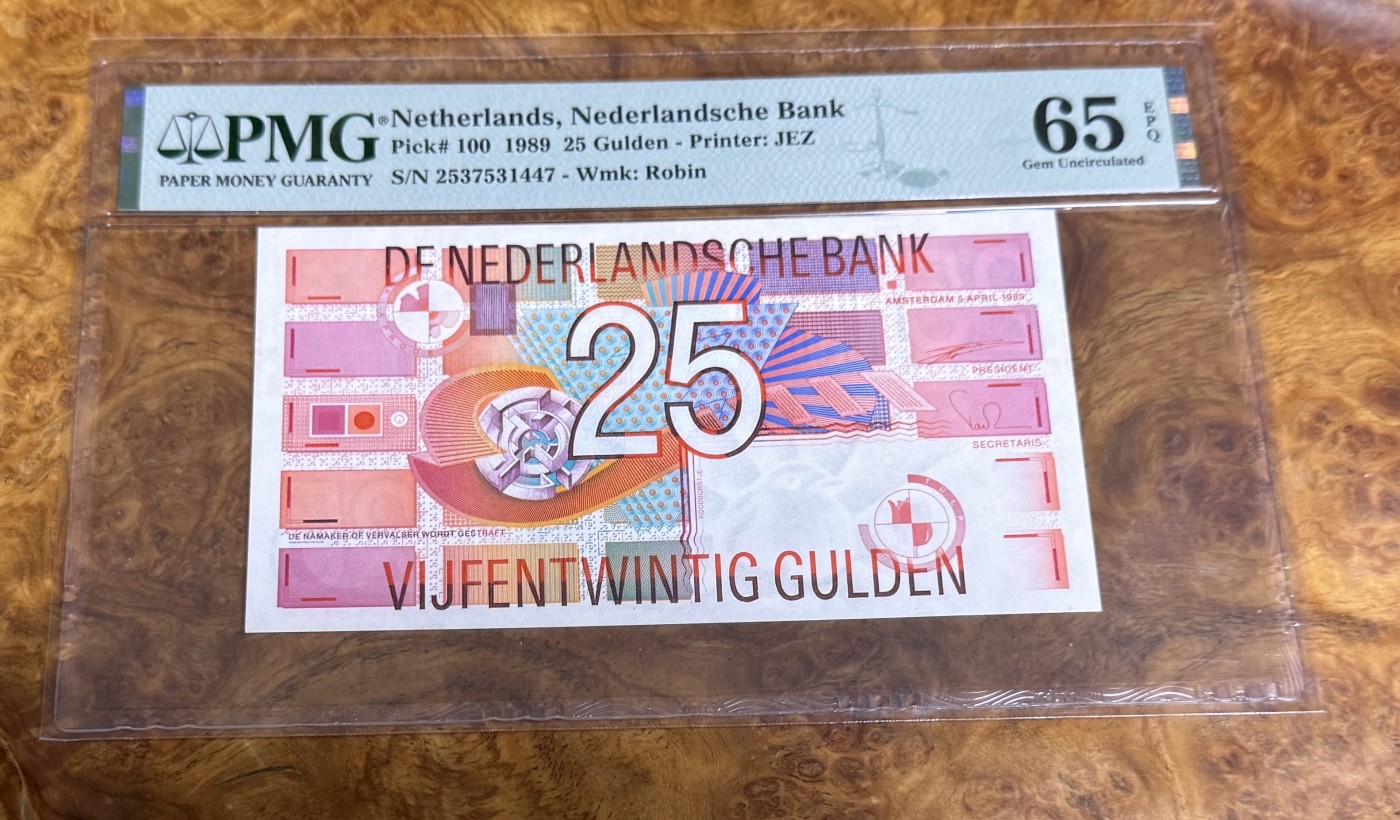 PMG®
PAPER MONEY GUARANTY
Netherlands, Nederlandsche Bank
Pick# 100 1989 25 Gulden - Printer: JEZ
S/N 2537531447 - Wmk: Robin
65
EPQ
Gem Uncirculated
DE NEDERLANDSCHE BANK
AMSTERDAM 5 APRIL 1989
25
PRESIDENT
SECRETARIS
ROODBORSTJE
TULP
DE NAMAKER OF VERVALSER WORDT GESTRAFT
VIJFENTWINTIG GULDEN